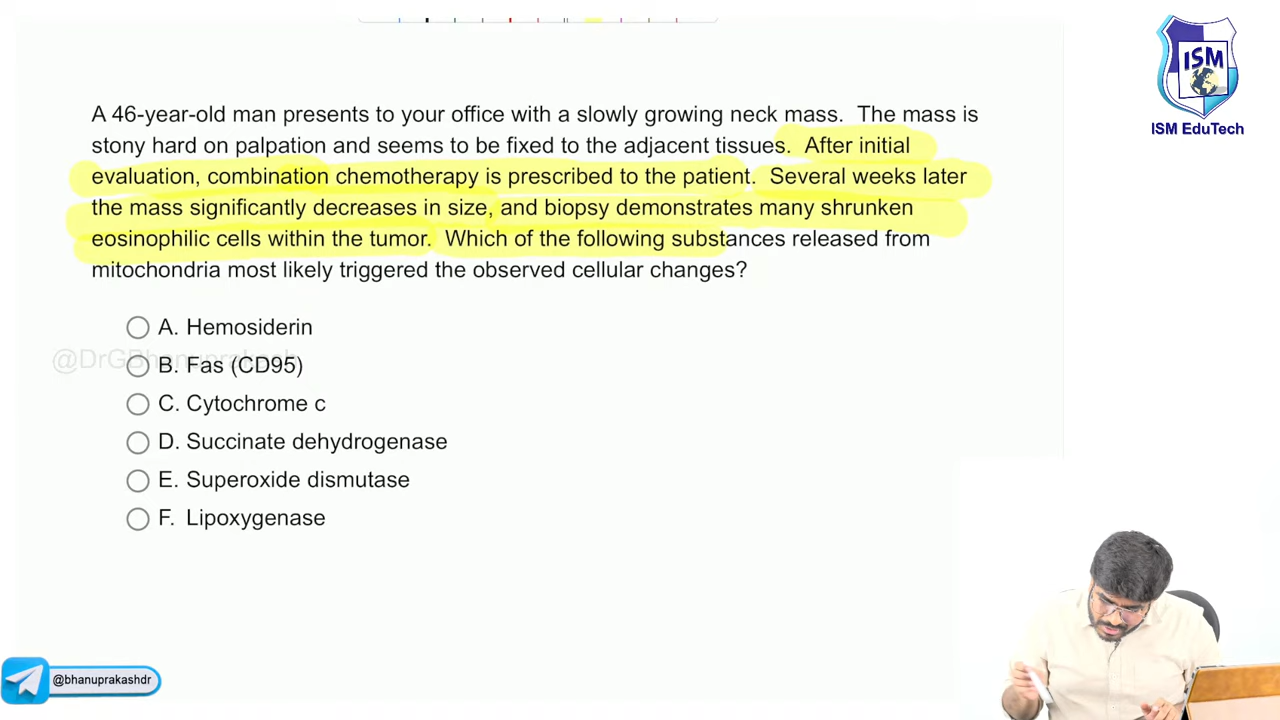 ISM
ISM EduTech
A 46-year-old man presents to your office with a slowly growing neck mass. The mass is
stony hard on palpation and seems to be fixed to the adjacent tissues. After initial
evaluation, combination chemotherapy is prescribed to the patient. Several weeks later
the mass significantly decreases in size, and biopsy demonstrates many shrunken
eosinophilic cells within the tumor. Which of the following substances released from
mitochondria most likely triggered the observed cellular changes?
A. Hemosiderin
@DrGBhanuprakash
B. Fas (CD95)
C. Cytochrome c
D. Succinate dehydrogenase
E. Superoxide dismutase
F. Lipoxygenase
@bhanuprakashdr